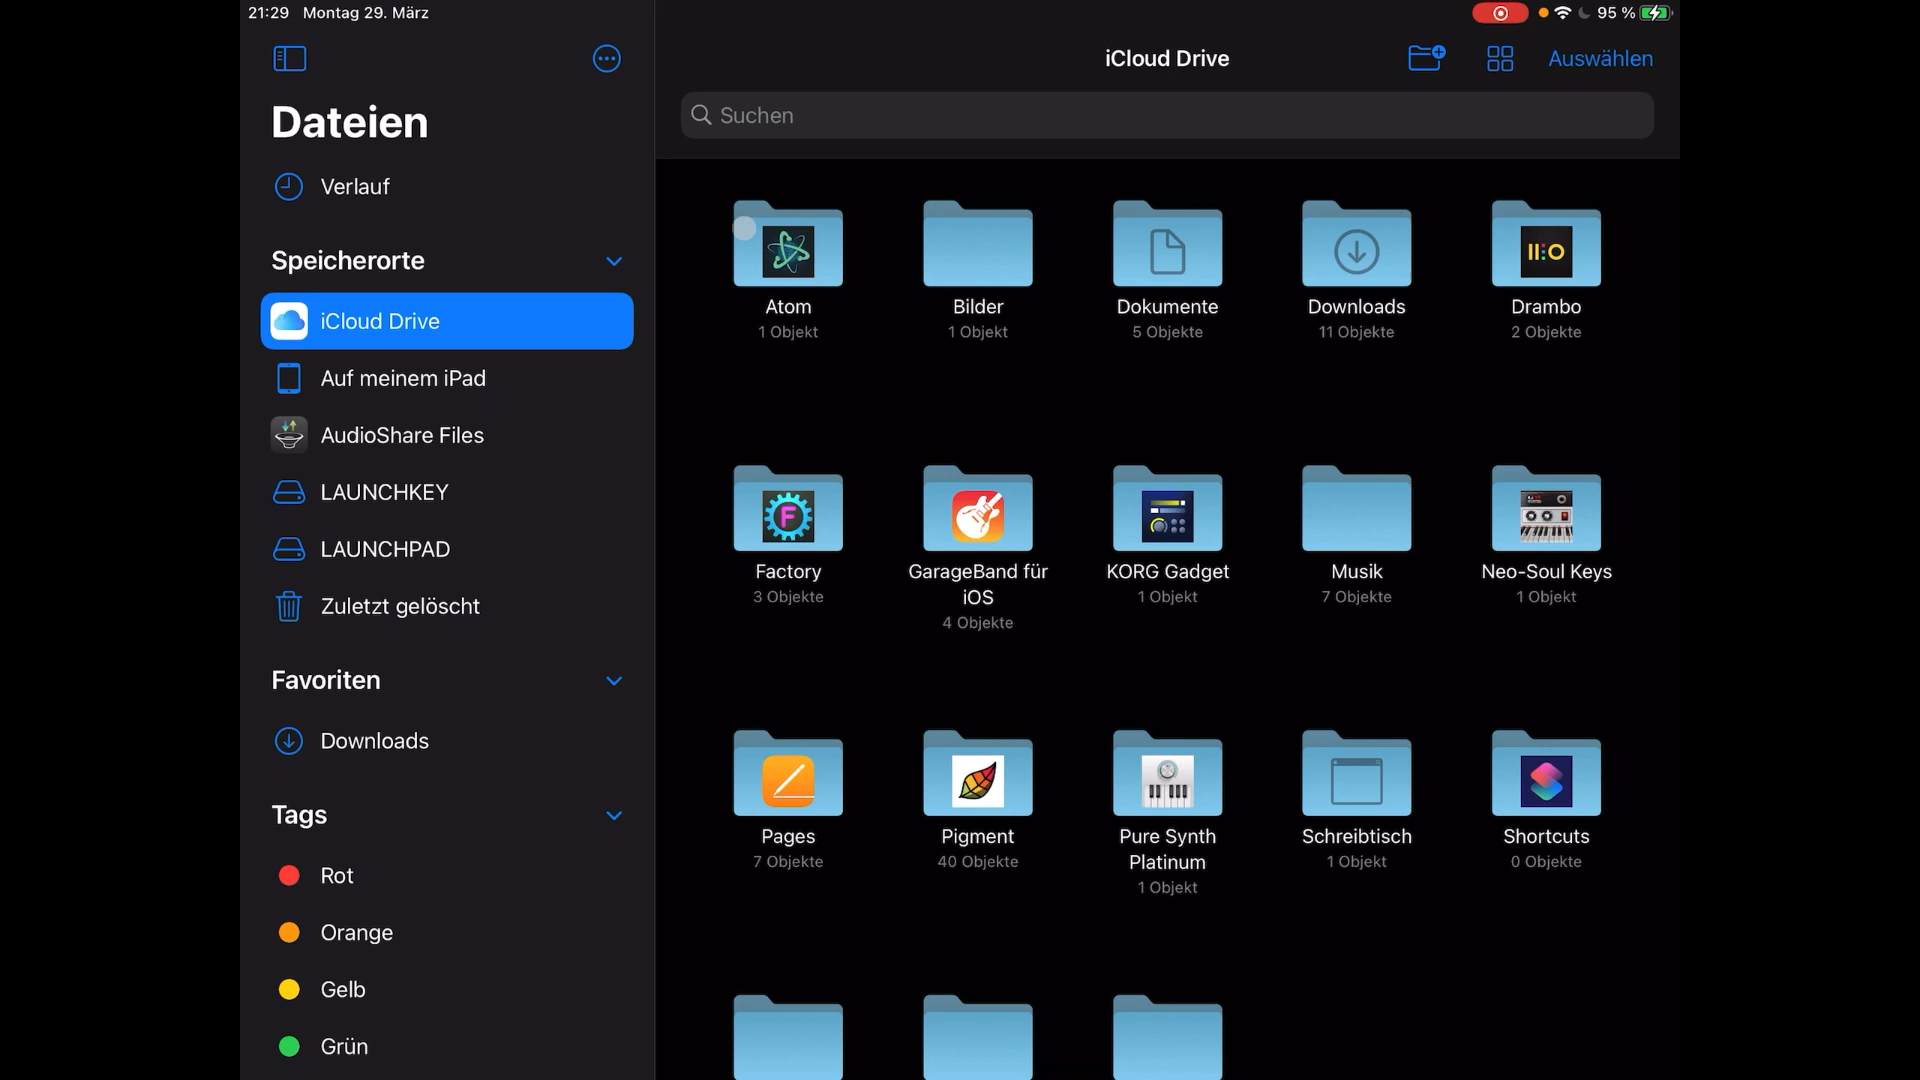 21:29 Montag 29. März
95 %
Dateien
Verlauf
Speicherorte
iCloud Drive
Auf meinem iPad
AudioShare Files
LAUNCHKEY
LAUNCHPAD
Zuletzt gelöscht
Favoriten
Downloads
Tags
Rot
Orange
Gelb
Grün
iCloud Drive
Auswählen
Suchen
Atom
1 Objekt
Bilder
1 Objekt
Dokumente
5 Objekte
Downloads
11 Objekte
Drambo
2 Objekte
F
Factory
3 Objekte
GarageBand für
iOS
4 Objekte
KORG Gadget
1 Objekt
Musik
7 Objekte
Neo-Soul Keys
1 Objekt
Pages
7 Objekte
Pigment
40 Objekte
Pure Synth
Platinum
1 Objekt
Schreibtisch
1 Objekt
Shortcuts
0 Objekte